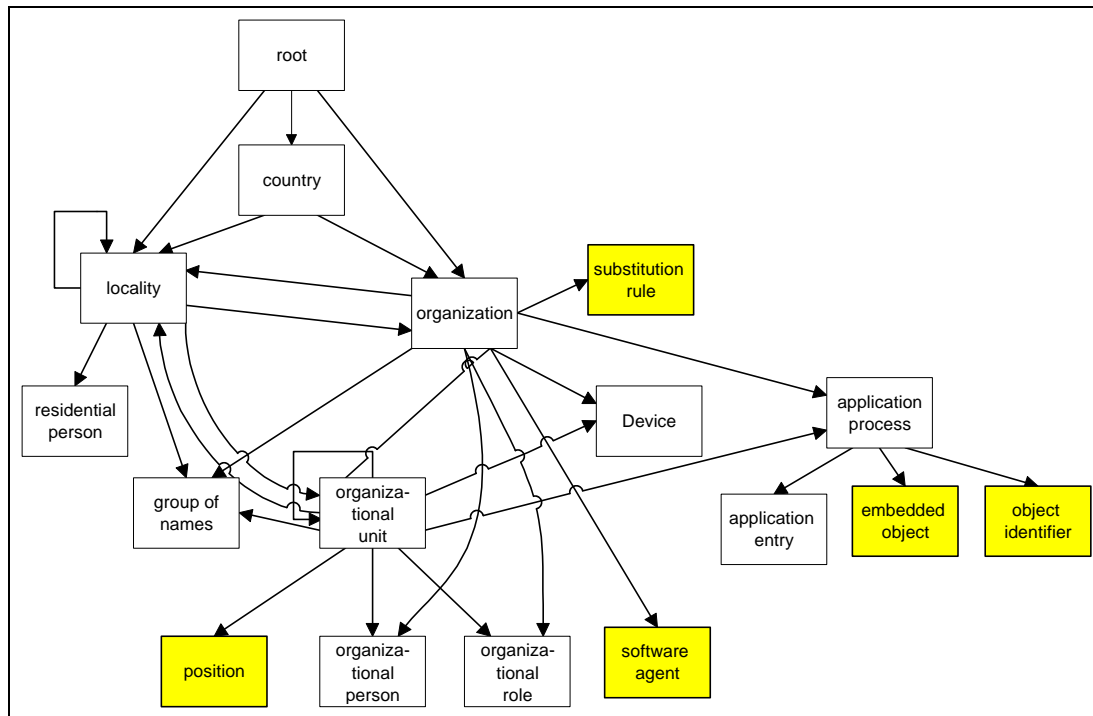 root
country
substitution
rule
locality
organization
residential
person
Device
application
process
group of
names
organiza-
tional
unit
application
entry
embedded
object
object
identifier
position
organiza-
tional
person
organiza-
tional
role
software
agent